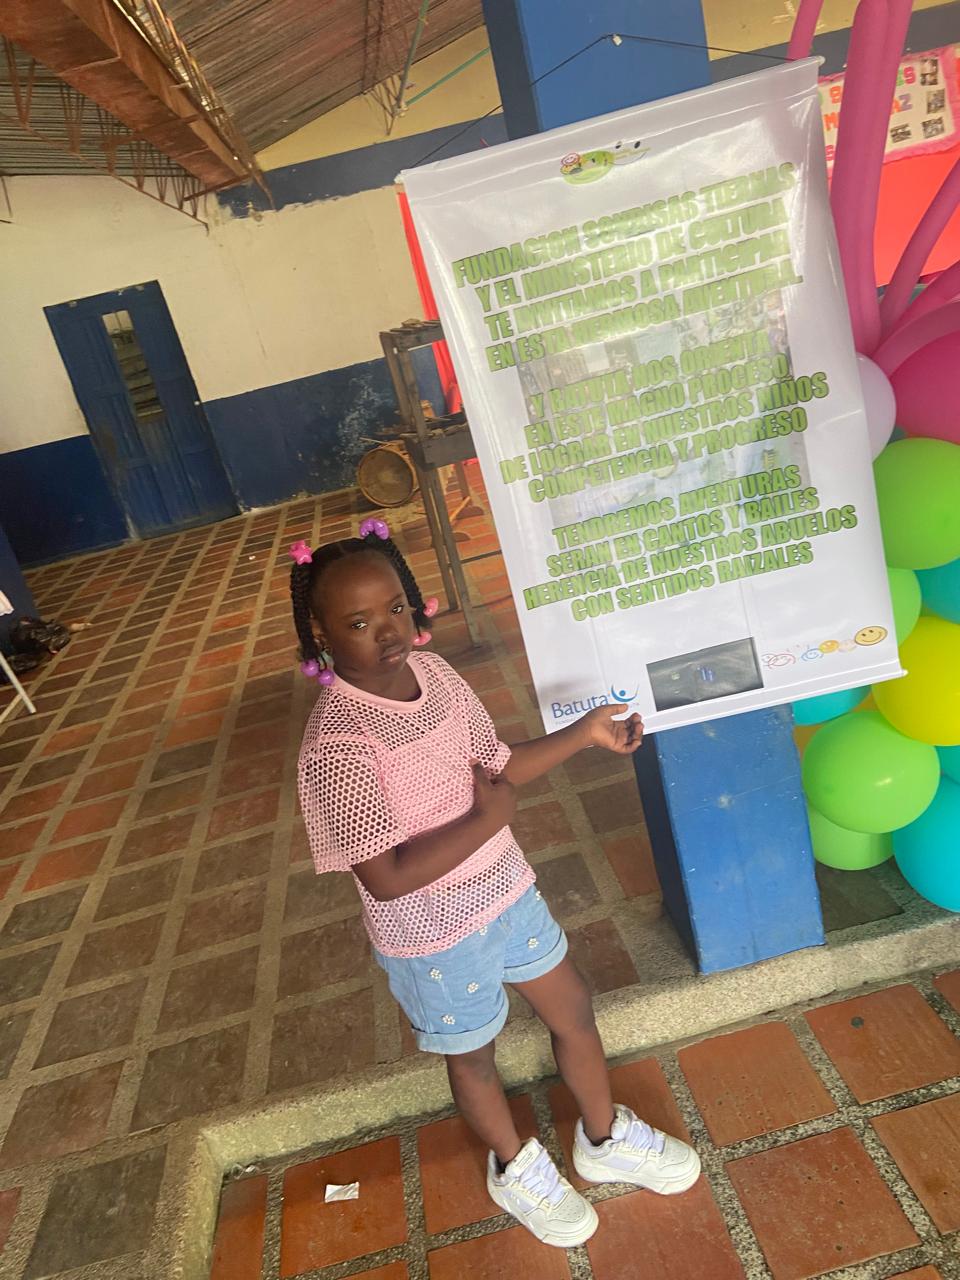 FUNDACION SONRISAS TIERNAS
Y EL MINISTERIO DE CULTURA
TE INVITAMOS A PARTICIPAR
EN ESTA HERMOSA AVENTURA.
Y BATUTA NOS ORIENTA
EN ESTE MAGNO PROCESO
DE LOGRAR EN NUESTROS NIÑOS
COMPETENCIA Y PROGRESO
TENDREMOS AVENTURAS
SERAN EN CANTOS Y BAILES
HERENCIA DE NUESTROS ABUELOS
CON SENTIDOS RAIZALES
Batuta